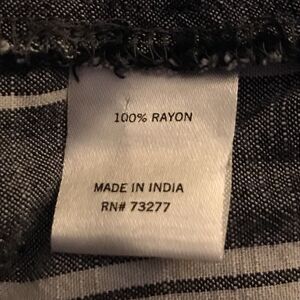 100% RAYON
MADE IN INDIA
RN# 73277